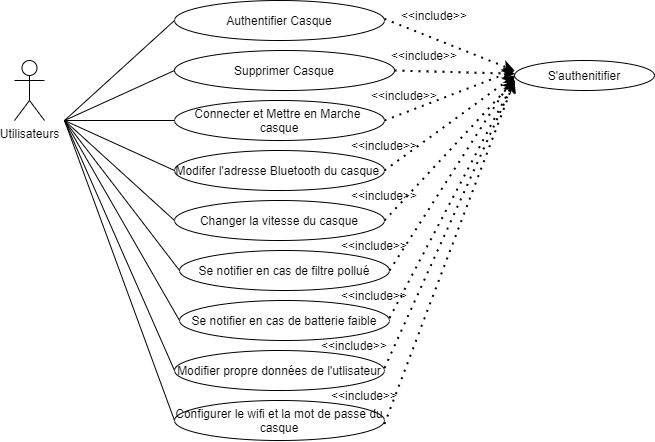 Authentifier Casque
<<include>>
Supprimer Casque
<<include>>
S'authenitifier
Utilisateurs
Connecter et Mettre en Marche
casque
<<include>>
Modifer l'adresse Bluetooth du casque
<<include>>
Changer la vitesse du casque
<<include>>
Se notifier en cas de filtre pollué
<<include>>
Se notifier en cas de batterie faible
<<include>>
Modifier propre données de l'utlisateur
<<include>>
Configurer le wifi et la mot de passe du
casque
<<include>>